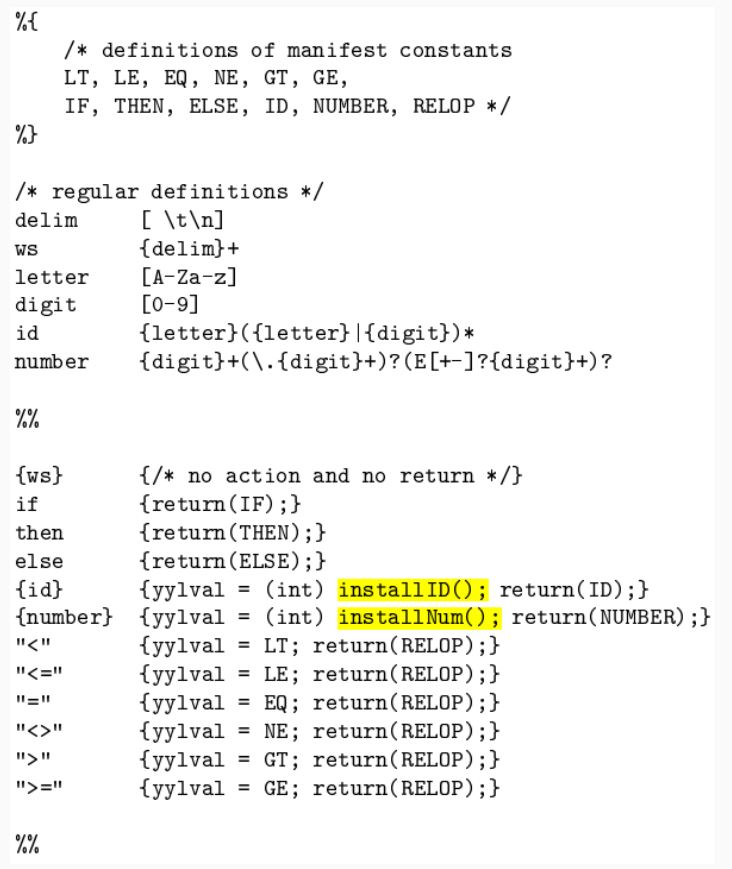 %{
    /* definitions of manifest constants
    LT, LE, EQ, NE, GT, GE,
    IF, THEN, ELSE, ID, NUMBER, RELOP */
%}

/* regular definitions */
delim     [ \t\n]
ws        {delim}+
letter    [A-Za-z]
digit     [0-9]
id        {letter}({letter}|{digit})*
number    {digit}+(\.{digit}+)?(E[+-]?{digit}+)?

%%

{ws}      {/* no action and no return */}
if        {return(IF);}
then      {return(THEN);}
else      {return(ELSE);}
{id}      {yylval = (int) installID(); return(ID);}
{number}  {yylval = (int) installNum(); return(NUMBER);}
"<"       {yylval = LT; return(RELOP);}
"<="      {yylval = LE; return(RELOP);}
"="       {yylval = EQ; return(RELOP);}
"<>"      {yylval = NE; return(RELOP);}
">"       {yylval = GT; return(RELOP);}
">="      {yylval = GE; return(RELOP);}

%%